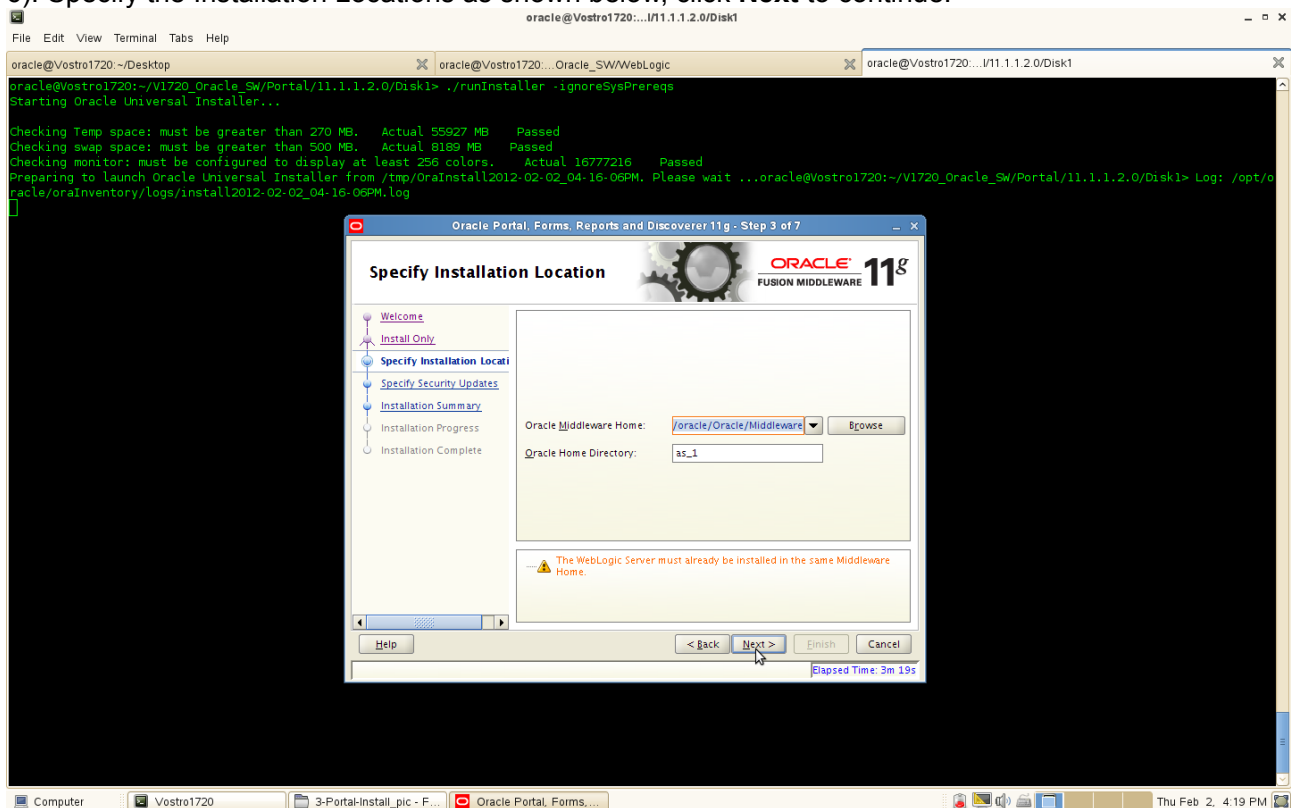 oracle@Vostro1720:...l/11.1.1.2.0/Disk1
File Edit View Terminal Tabs Help
oracle@Vostro1720:~/Desktop
oracle@Vostro1720:...Oracle_SW/WebLogic
oracle@Vostro1720:...l/11.1.1.2.0/Disk1
oracle@Vostro1720:~/V1720_Oracle_SW/Portal/11.1.1.2.0/Disk1> ./runInstaller -ignoreSysPrereqs
Starting Oracle Universal Installer...
Checking Temp space: must be greater than 270 MB. Actual 55927 MB Passed
Checking swap space: must be greater than 500 MB. Actual 8189 MB Passed
Checking monitor: must be configured to display at least 256 colors. Actual 16777216 Passed
Preparing to launch Oracle Universal Installer from /tmp/OraInstall2012-02-02_04-16-06PM. Please wait ...oracle@Vostro1720:~/V1720_Oracle_SW/Portal/11.1.1.2.0/Disk1> Log: /opt/o
racle/oraInventory/logs/install2012-02-02_04-16-06PM.log
Oracle Portal, Forms, Reports and Discoverer 11g - Step 3 of 7
Specify Installation Location
ORACLE
FUSION MIDDLEWARE
11g
Welcome
Install Only
Specify Installation Locati
Specify Security Updates
Installation Summary
Installation Progress
Installation Complete
Oracle Middleware Home: /oracle/Oracle/Middleware Browse
Oracle Home Directory: as_1
The WebLogic Server must already be installed in the same Middleware
Home.
Help < Back Next > Finish Cancel
Elapsed Time: 3m 19s
Computer Vostro1720 3-Portal-Install_pic - F... Oracle Portal, Forms,... Thu Feb 2, 4:19 PM